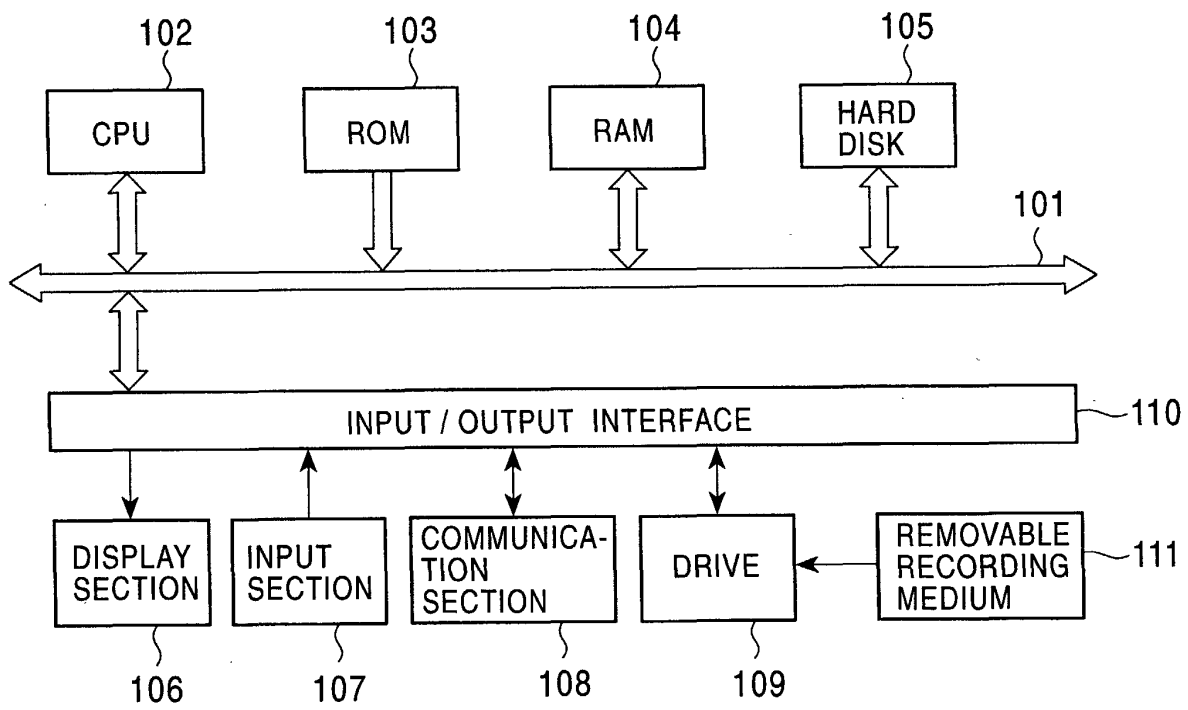 102
103
104
105
CPU
ROM
RAM
HARD
DISK
101
INPUT / OUTPUT INTERFACE
110
DISPLAY
SECTION
INPUT
SECTION
COMMUNICA-
TION
SECTION
DRIVE
REMOVABLE
RECORDING
MEDIUM
111
106
107
108
109